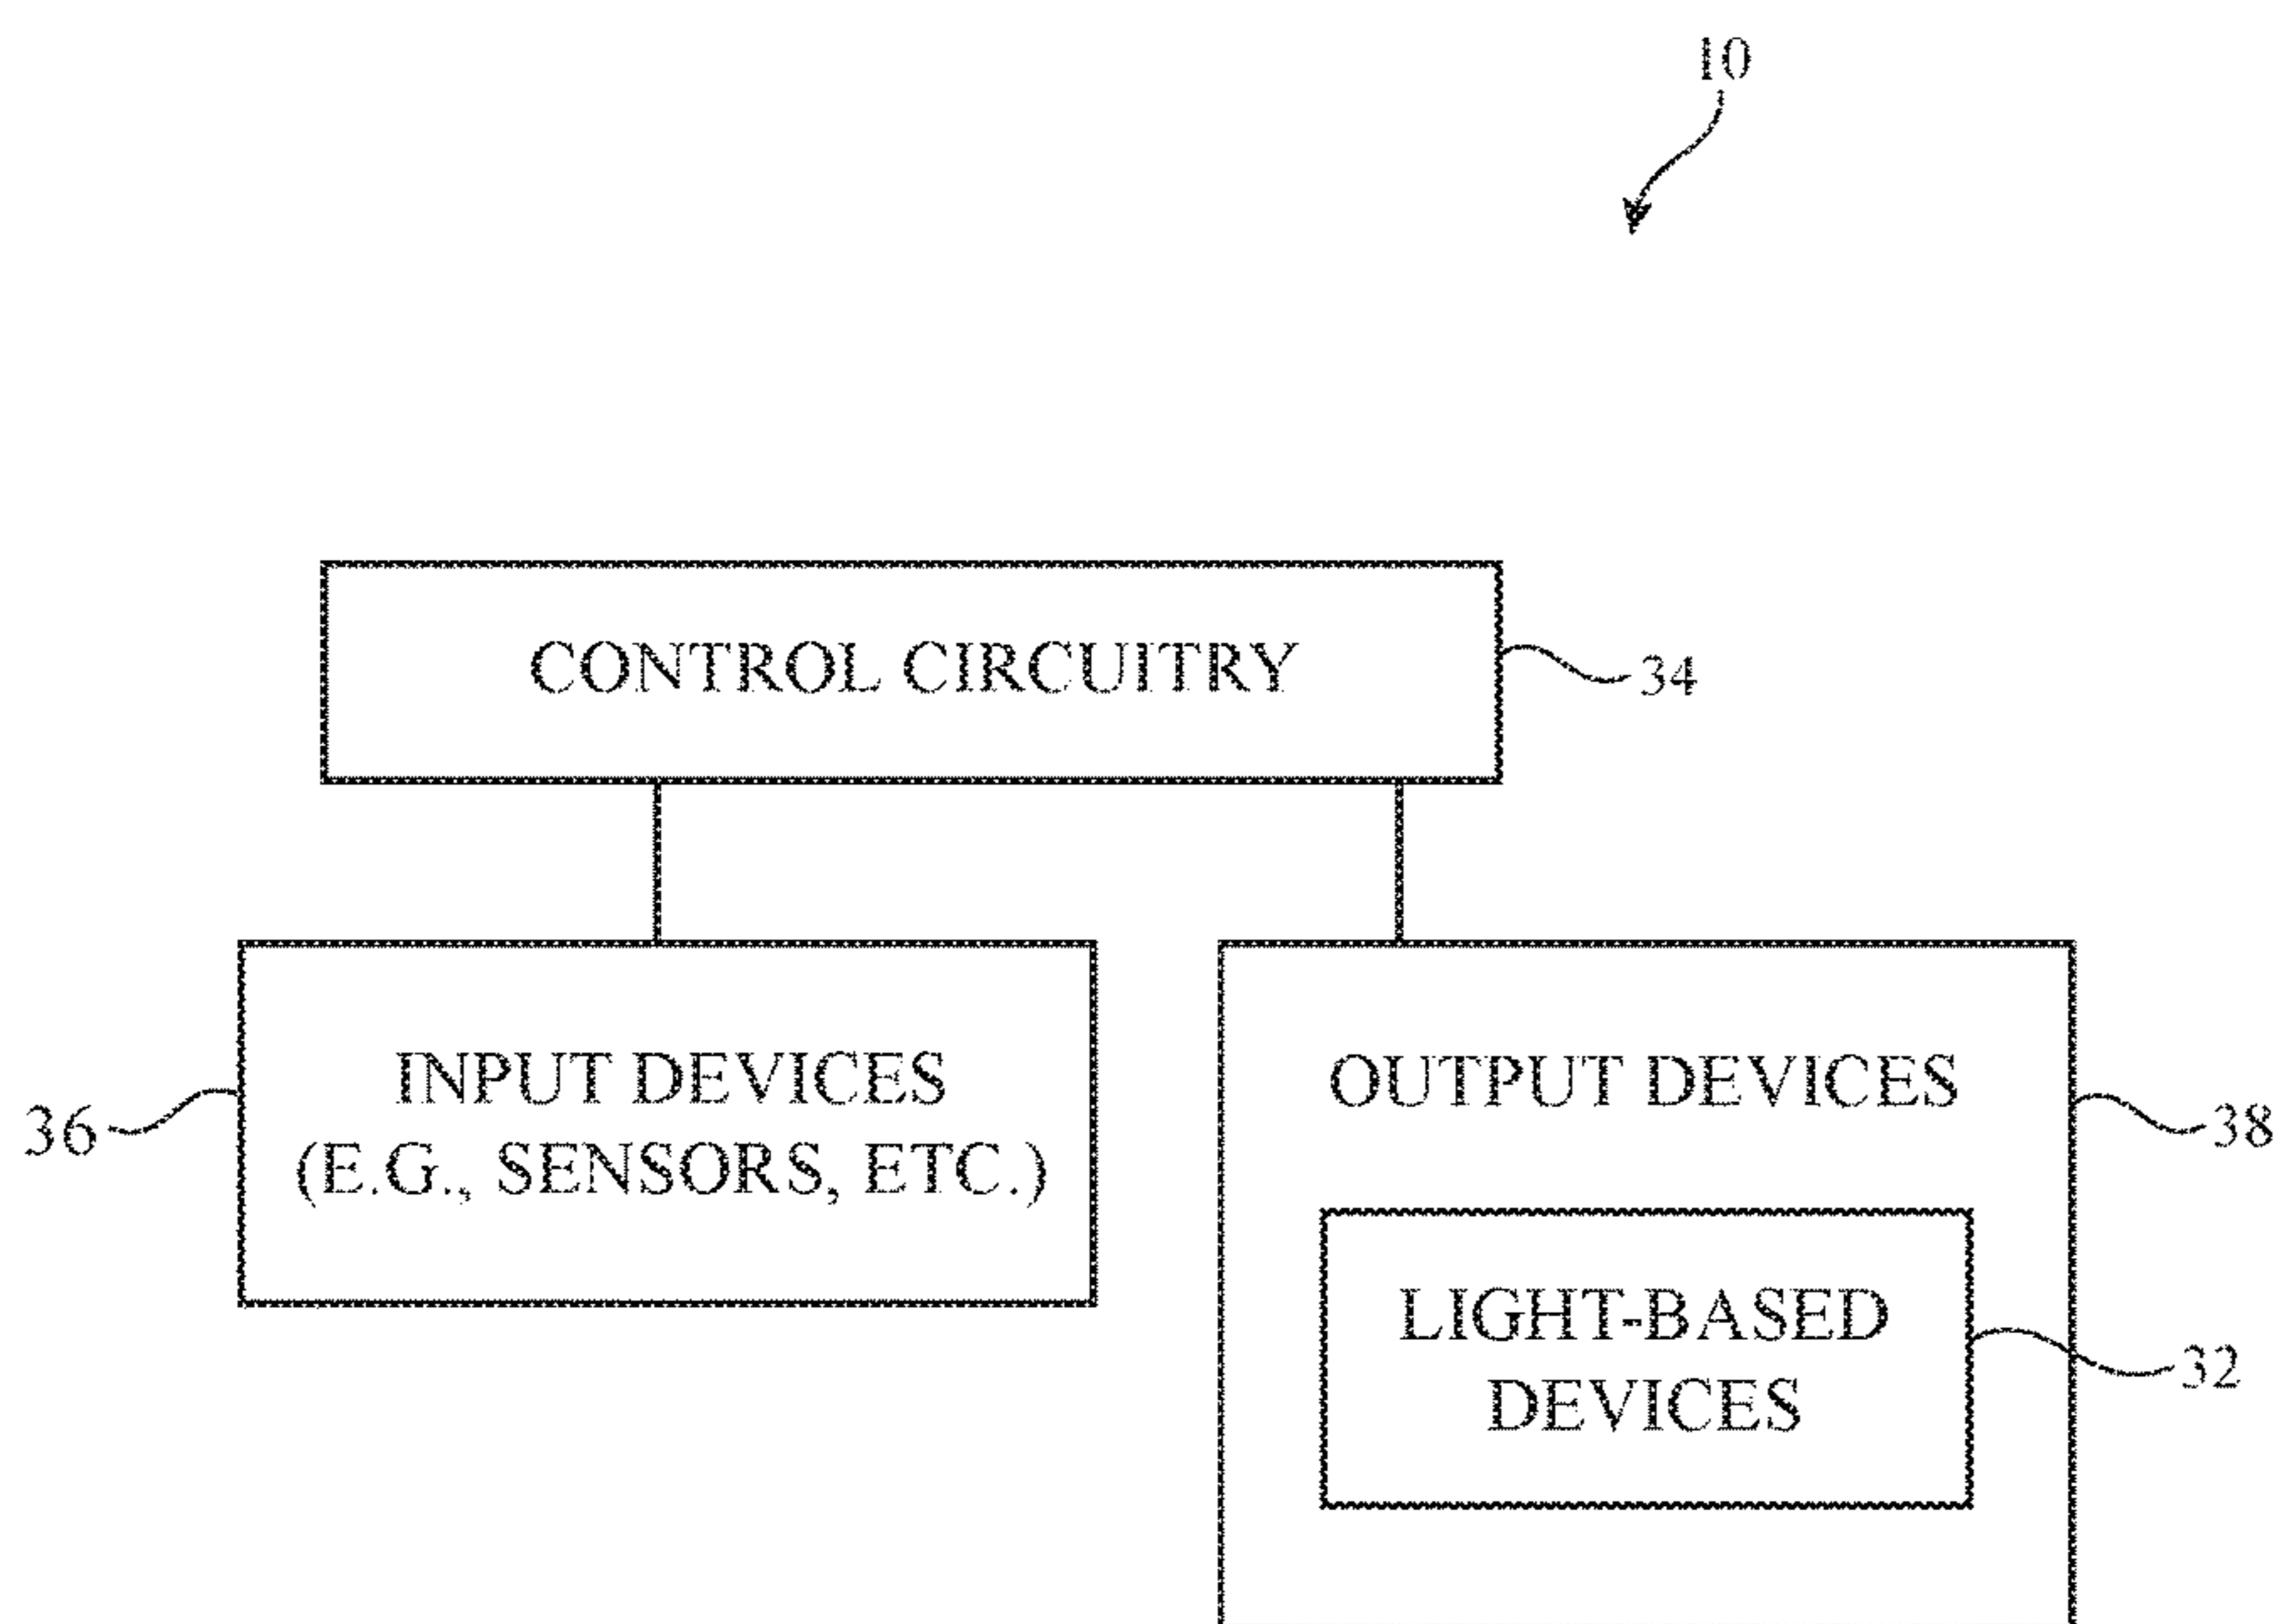 10
CONTROL CIRCUITRY
34
INPUT DEVICES
(E.G., SENSORS, ETC.)
36
OUTPUT DEVICES
38
LIGHT-BASED
DEVICES
32